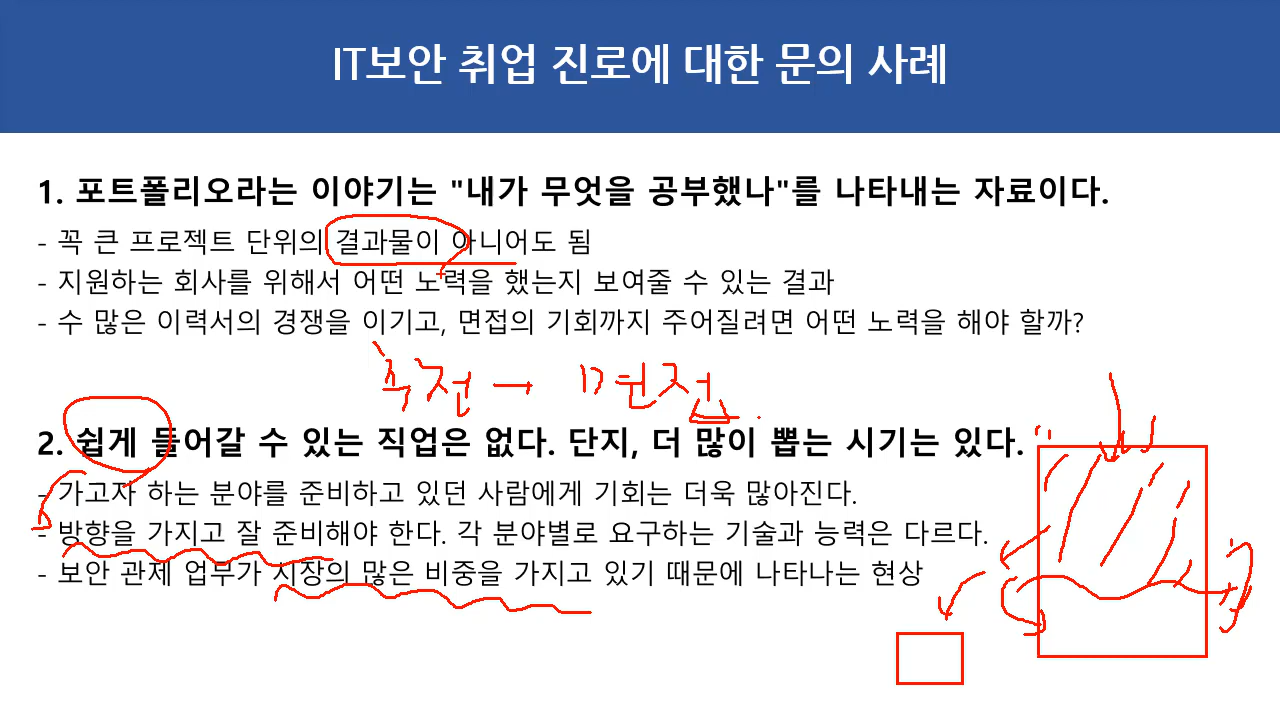 IT보안 취업 진로에 대한 문의 사례
1. 포트폴리오라는 이야기는 "내가 무엇을 공부했나"를 나타내는 자료이다.
- 꼭 큰 프로젝트 단위의 결과물이 아니어도 됨
- 지원하는 회사를 위해서 어떤 노력을 했는지 보여줄 수 있는 결과
- 수 많은 이력서의 경쟁을 이기고, 면접의 기회까지 주어질려면 어떤 노력을 해야 할까?
2. 쉽게 들어갈 수 있는 직업은 없다. 단지, 더 많이 뽑는 시기는 있다.
- 가고자 하는 분야를 준비하고 있던 사람에게 기회는 더욱 많아진다.
- 방향을 가지고 잘 준비해야 한다. 각 분야별로 요구하는 기술과 능력은 다르다.
- 보안 관제 업무가 시장의 많은 비중을 가지고 있기 때문에 나타나는 현상